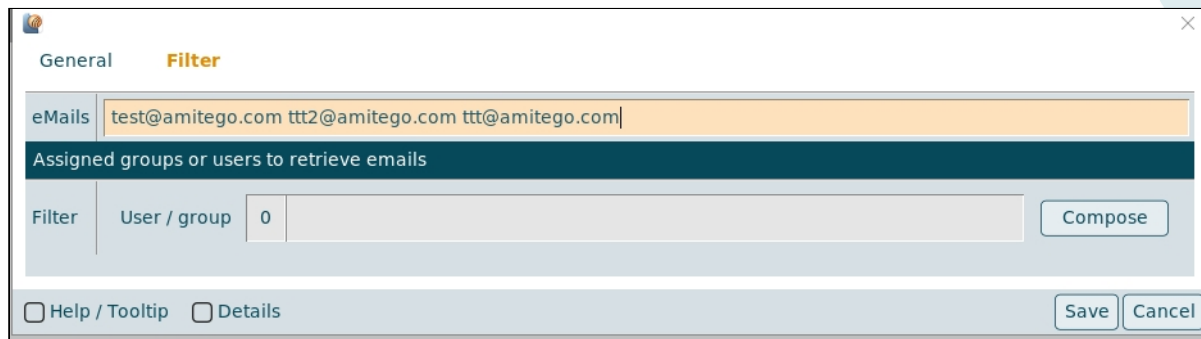 General Filter
eMails test@amitego.com ttt2@amitego.com ttt@amitego.com
Assigned groups or users to retrieve emails
Filter User / group 0 Compose
Help / Tooltip Details Save Cancel